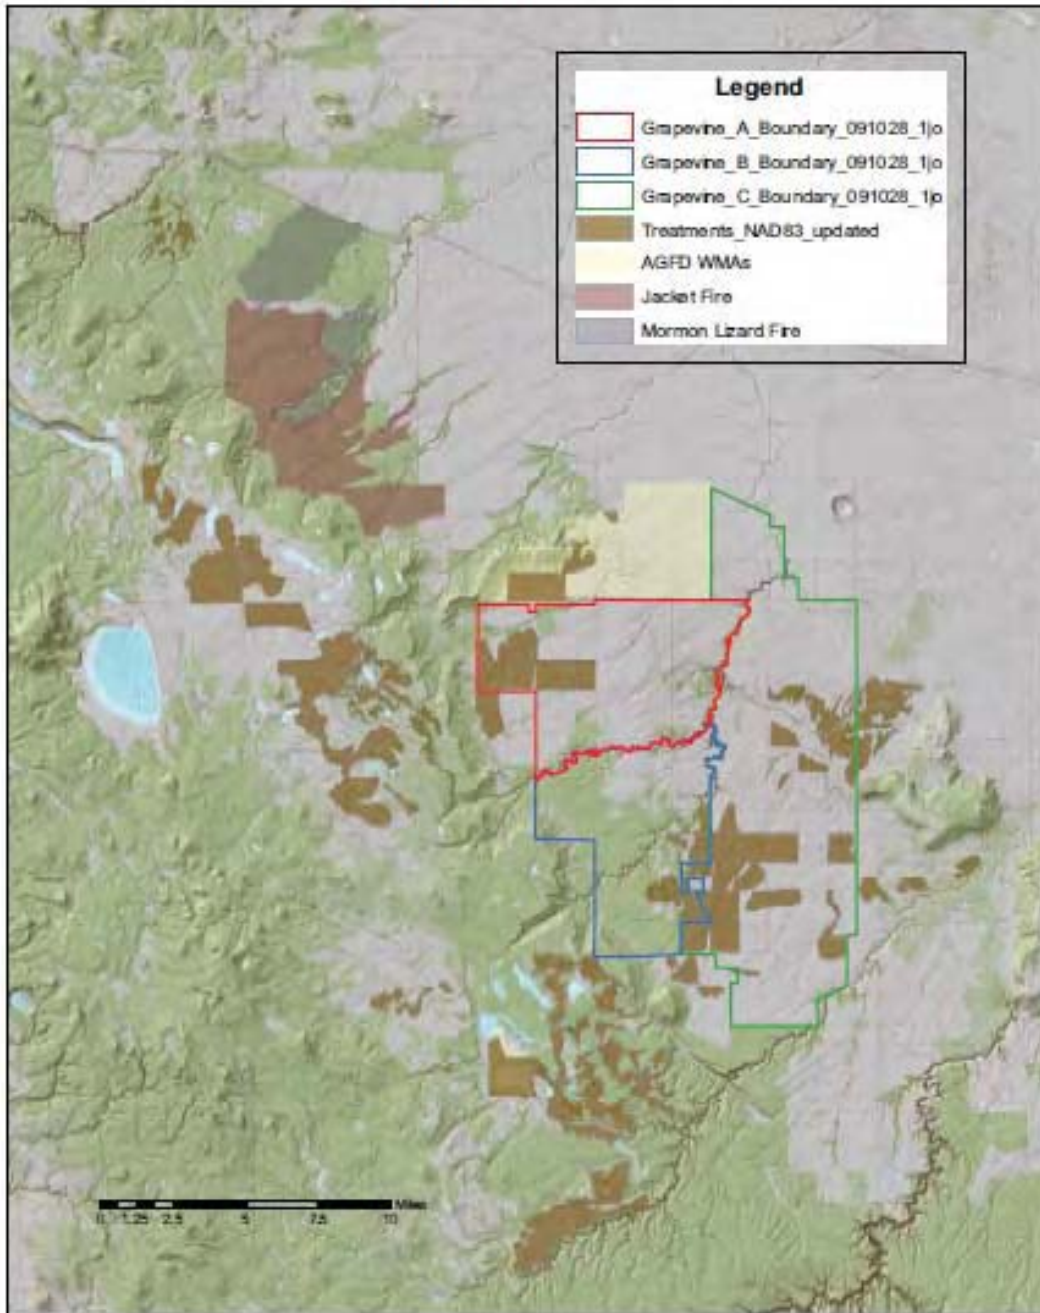 Legend
Grapevine_A_Boundary_091028_1jo
Grapevine_B_Boundary_091028_1jo
Grapevine_C_Boundary_091028_1jo
Treatments_NAD83_updated
AGFD WMAs
Jacket Fire
Mormon Lizard Fire
Miles
0 1.25 2.5 5 7.5 10